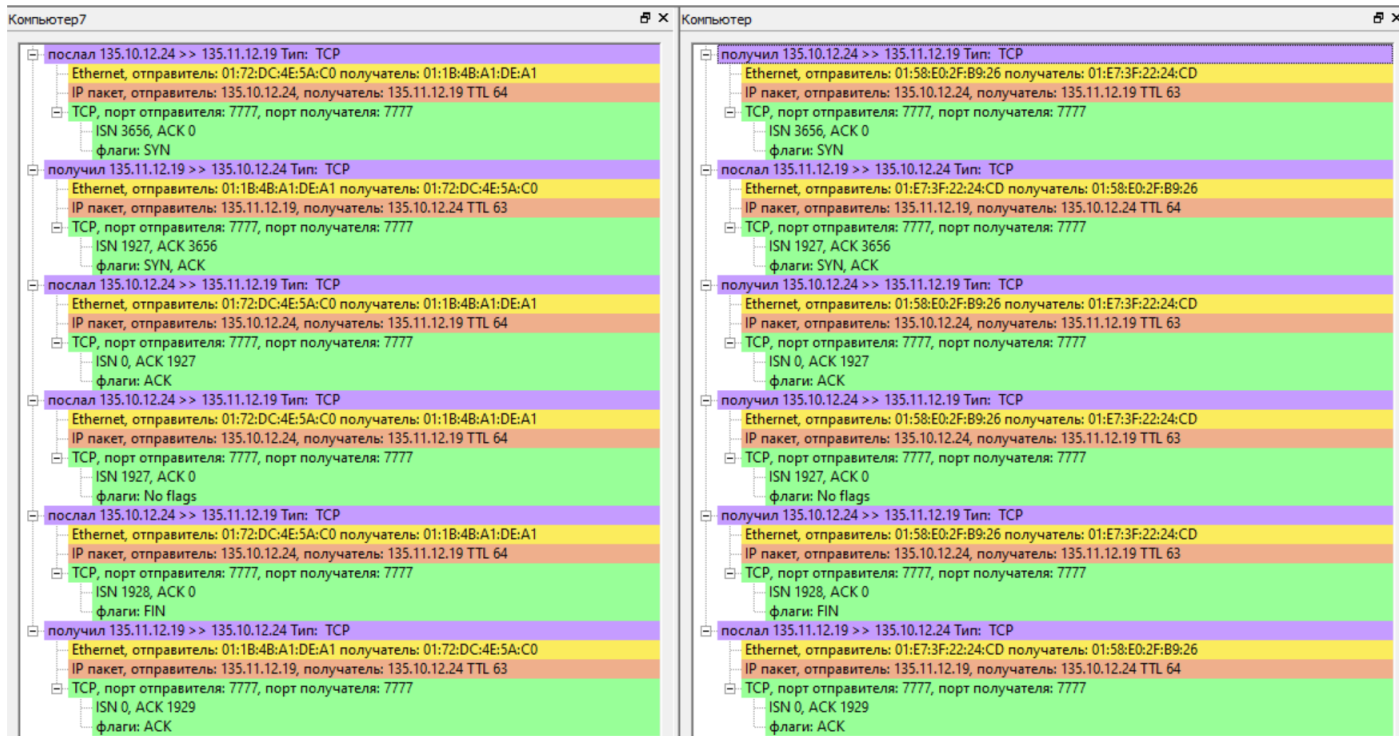 Компьютер7
послал 135.10.12.24 >> 135.11.12.19 Тип: TCP
Ethernet, отправитель: 01:72:DC:4E:5A:C0 получатель: 01:1B:4B:A1:DE:A1
IP пакет, отправитель: 135.10.12.24, получатель: 135.11.12.19 TTL 64
TCP, порт отправителя: 7777, порт получателя: 7777
ISN 3656, ACK 0
флаги: SYN
получил 135.11.12.19 >> 135.10.12.24 Тип: TCP
Ethernet, отправитель: 01:1B:4B:A1:DE:A1 получатель: 01:72:DC:4E:5A:C0
IP пакет, отправитель: 135.11.12.19, получатель: 135.10.12.24 TTL 63
TCP, порт отправителя: 7777, порт получателя: 7777
ISN 1927, ACK 3656
флаги: SYN, ACK
послал 135.10.12.24 >> 135.11.12.19 Тип: TCP
Ethernet, отправитель: 01:72:DC:4E:5A:C0 получатель: 01:1B:4B:A1:DE:A1
IP пакет, отправитель: 135.10.12.24, получатель: 135.11.12.19 TTL 64
TCP, порт отправителя: 7777, порт получателя: 7777
ISN 0, ACK 1927
флаги: ACK
послал 135.10.12.24 >> 135.11.12.19 Тип: TCP
Ethernet, отправитель: 01:72:DC:4E:5A:C0 получатель: 01:1B:4B:A1:DE:A1
IP пакет, отправитель: 135.10.12.24, получатель: 135.11.12.19 TTL 64
TCP, порт отправителя: 7777, порт получателя: 7777
ISN 1927, ACK 0
флаги: No flags
послал 135.10.12.24 >> 135.11.12.19 Тип: TCP
Ethernet, отправитель: 01:72:DC:4E:5A:C0 получатель: 01:1B:4B:A1:DE:A1
IP пакет, отправитель: 135.10.12.24, получатель: 135.11.12.19 TTL 64
TCP, порт отправителя: 7777, порт получателя: 7777
ISN 1928, ACK 0
флаги: FIN
получил 135.11.12.19 >> 135.10.12.24 Тип: TCP
Ethernet, отправитель: 01:1B:4B:A1:DE:A1 получатель: 01:72:DC:4E:5A:C0
IP пакет, отправитель: 135.11.12.19, получатель: 135.10.12.24 TTL 63
TCP, порт отправителя: 7777, порт получателя: 7777
ISN 0, ACK 1929
флаги: ACK
Компьютер
получил 135.10.12.24 >> 135.11.12.19 Тип: TCP
Ethernet, отправитель: 01:58:E0:2F:B9:26 получатель: 01:E7:3F:22:24:CD
IP пакет, отправитель: 135.10.12.24, получатель: 135.11.12.19 TTL 63
TCP, порт отправителя: 7777, порт получателя: 7777
ISN 3656, ACK 0
флаги: SYN
послал 135.11.12.19 >> 135.10.12.24 Тип: TCP
Ethernet, отправитель: 01:E7:3F:22:24:CD получатель: 01:58:E0:2F:B9:26
IP пакет, отправитель: 135.11.12.19, получатель: 135.10.12.24 TTL 64
TCP, порт отправителя: 7777, порт получателя: 7777
ISN 1927, ACK 3656
флаги: SYN, ACK
получил 135.10.12.24 >> 135.11.12.19 Тип: TCP
Ethernet, отправитель: 01:58:E0:2F:B9:26 получатель: 01:E7:3F:22:24:CD
IP пакет, отправитель: 135.10.12.24, получатель: 135.11.12.19 TTL 63
TCP, порт отправителя: 7777, порт получателя: 7777
ISN 0, ACK 1927
флаги: ACK
получил 135.10.12.24 >> 135.11.12.19 Тип: TCP
Ethernet, отправитель: 01:58:E0:2F:B9:26 получатель: 01:E7:3F:22:24:CD
IP пакет, отправитель: 135.10.12.24, получатель: 135.11.12.19 TTL 63
TCP, порт отправителя: 7777, порт получателя: 7777
ISN 1927, ACK 0
флаги: No flags
получил 135.10.12.24 >> 135.11.12.19 Тип: TCP
Ethernet, отправитель: 01:58:E0:2F:B9:26 получатель: 01:E7:3F:22:24:CD
IP пакет, отправитель: 135.10.12.24, получатель: 135.11.12.19 TTL 63
TCP, порт отправителя: 7777, порт получателя: 7777
ISN 1928, ACK 0
флаги: FIN
послал 135.11.12.19 >> 135.10.12.24 Тип: TCP
Ethernet, отправитель: 01:E7:3F:22:24:CD получатель: 01:58:E0:2F:B9:26
IP пакет, отправитель: 135.11.12.19, получатель: 135.10.12.24 TTL 64
TCP, порт отправителя: 7777, порт получателя: 7777
ISN 0, ACK 1929
флаги: ACK